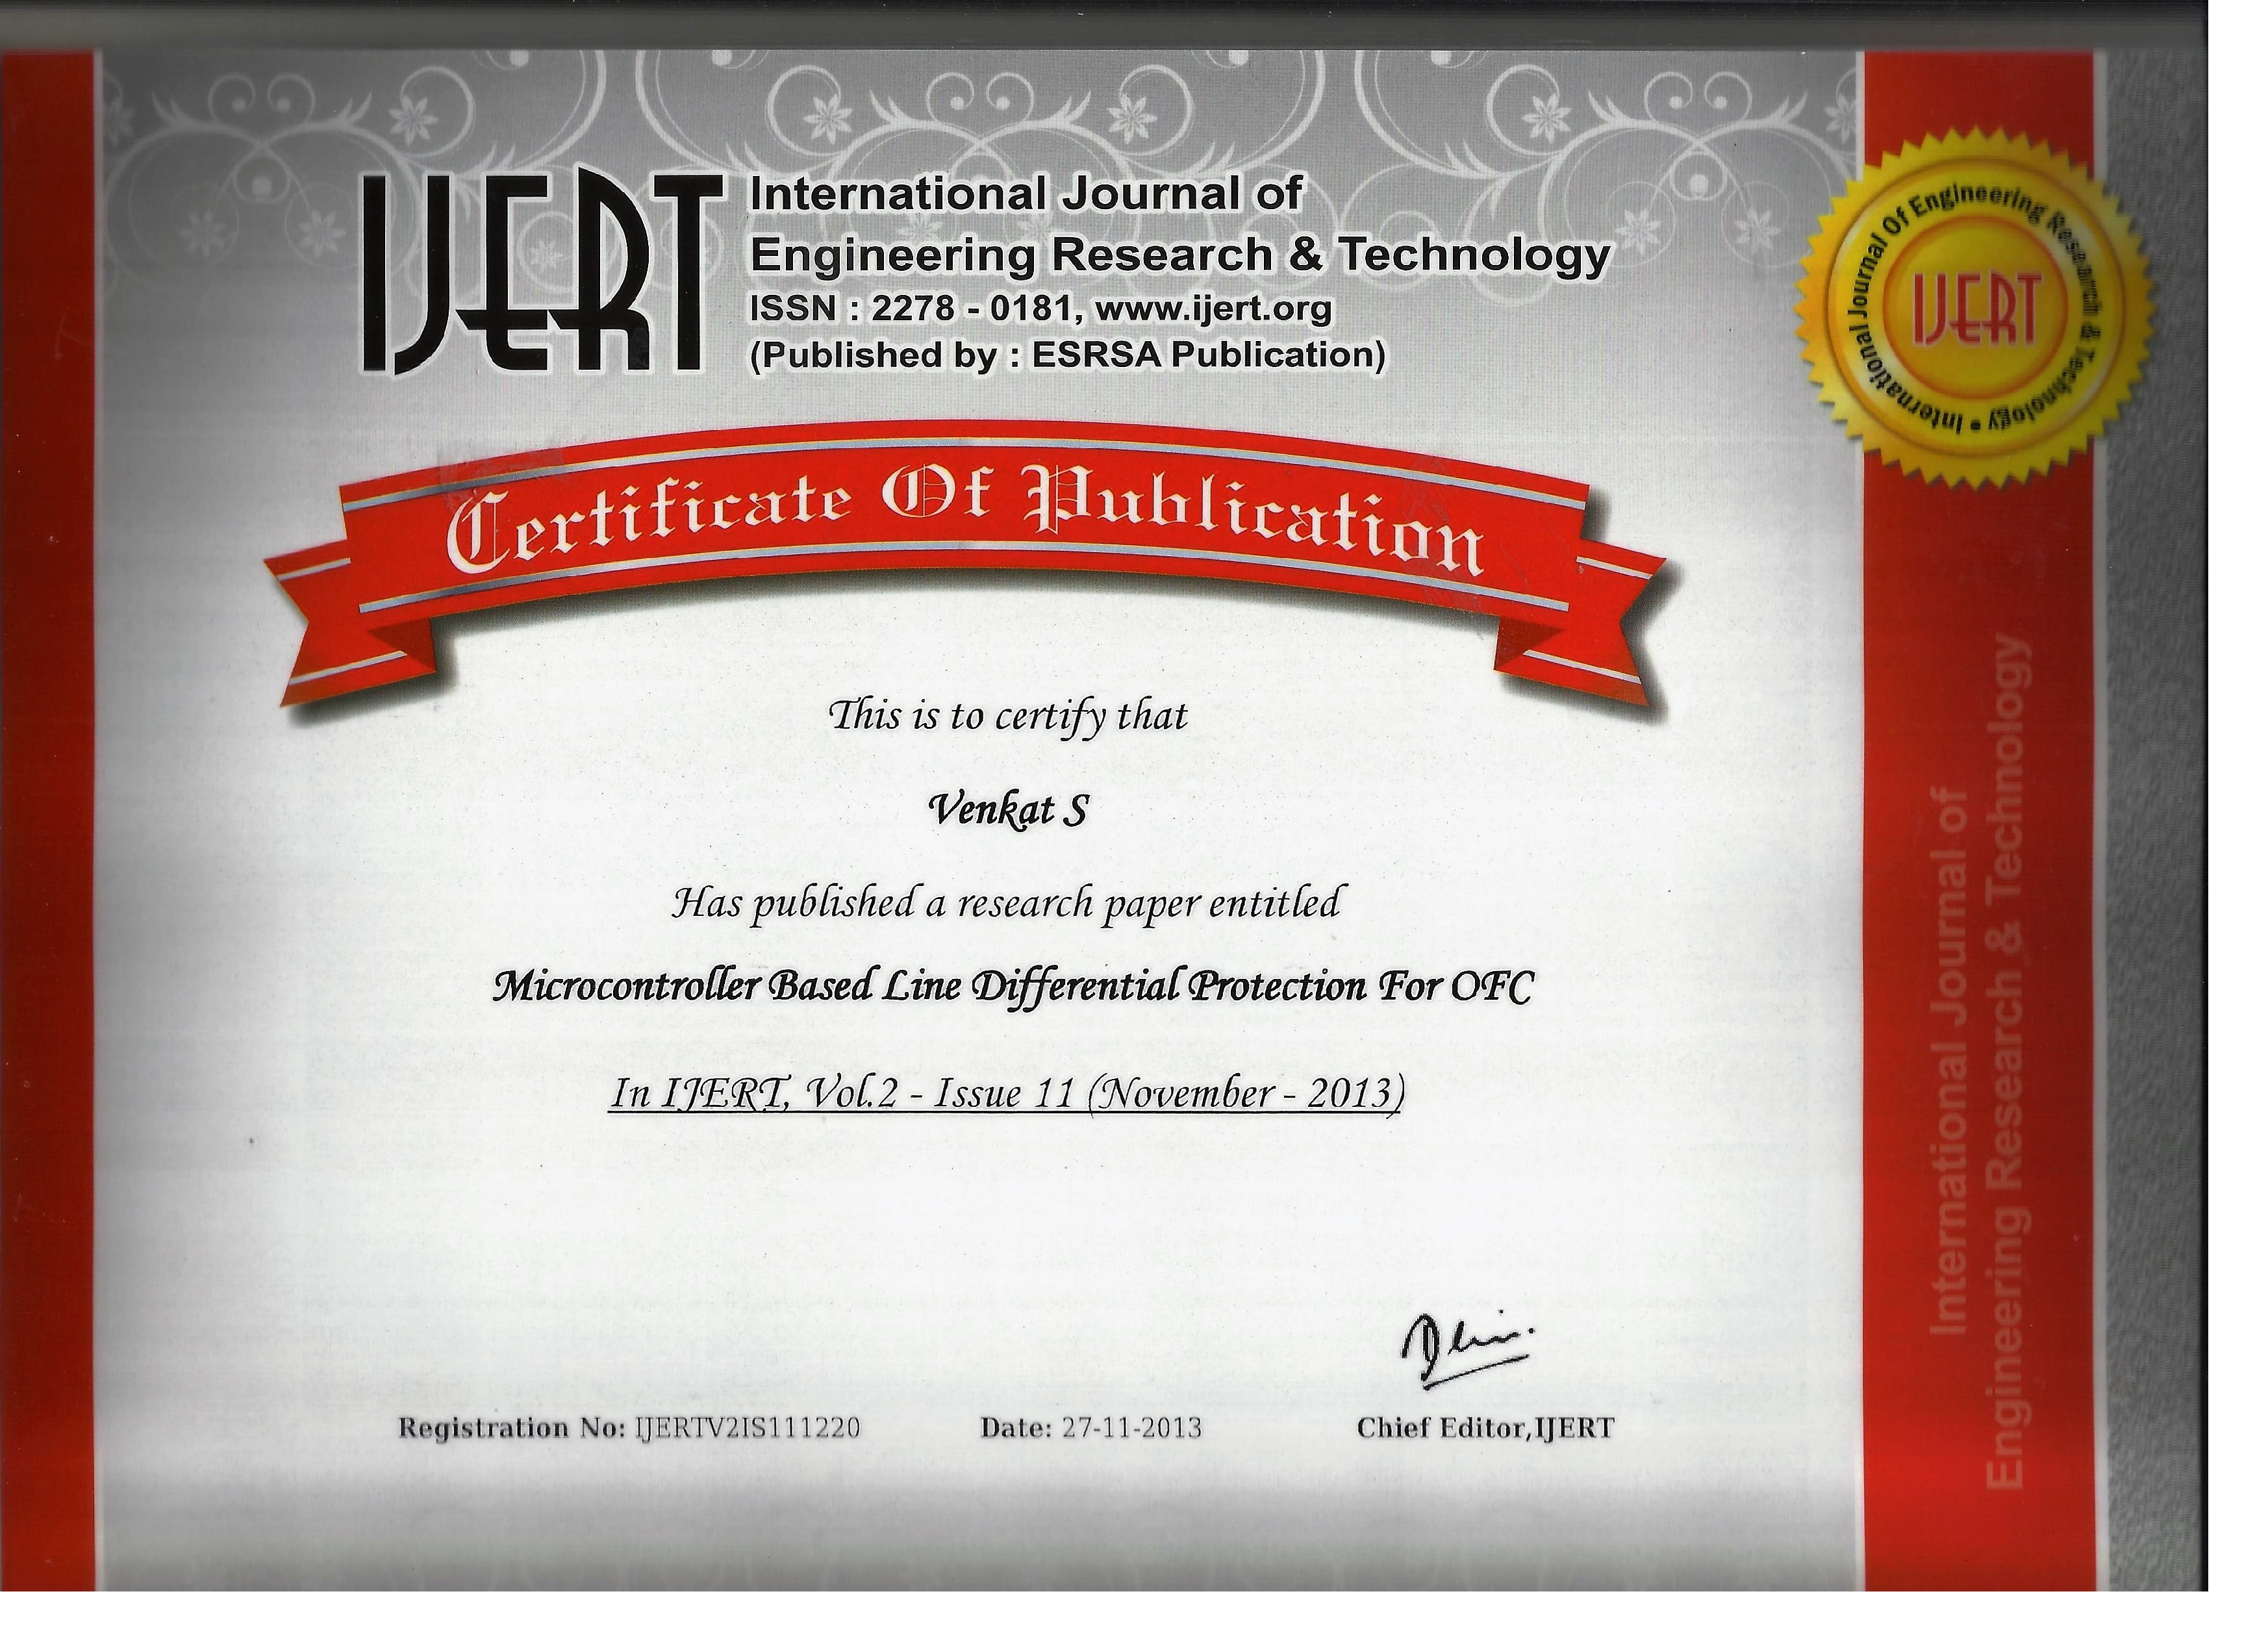 IJERT
International Journal of
Engineering Research & Technology
ISSN : 2278 - 0181, www.ijert.org
(Published by : ESRSA Publication)
International Journal Of Engineering Research & Technology •
IJERT
Certificate Of Publication
This is to certify that
Venkat S
Has published a research paper entitled
Microcontroller Based Line Differential Protection For OFC
In IJERT, Vol.2 - Issue 11 (November - 2013)
Registration No: IJERTV2IS111220
Date: 27-11-2013
Chief Editor,IJERT
International Journal of
Engineering Research & Technology